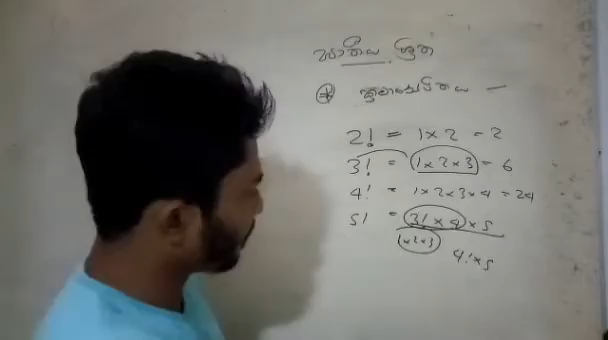 ශ්‍රිත
2! = 1 × 2 = 2
3! = (1 × 2 × 3) = 6
4! = 1 × 2 × 3 × 4 = 24
5! = 3! × 4 × 5
1×2×3
4! × 5